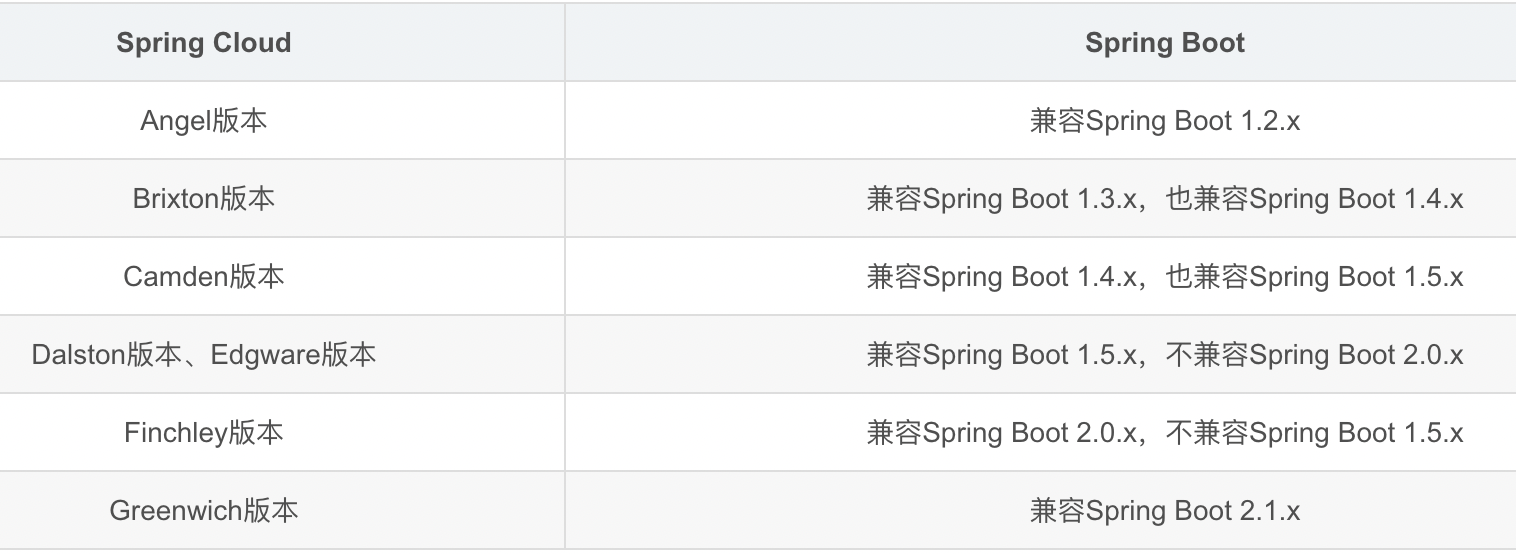 Spring Cloud Spring Boot
Angel版本 兼容Spring Boot 1.2.x
Brixton版本 兼容Spring Boot 1.3.x，也兼容Spring Boot 1.4.x
Camden版本 兼容Spring Boot 1.4.x，也兼容Spring Boot 1.5.x
Dalston版本、Edgware版本 兼容Spring Boot 1.5.x，不兼容Spring Boot 2.0.x
Finchley版本 兼容Spring Boot 2.0.x，不兼容Spring Boot 1.5.x
Greenwich版本 兼容Spring Boot 2.1.x